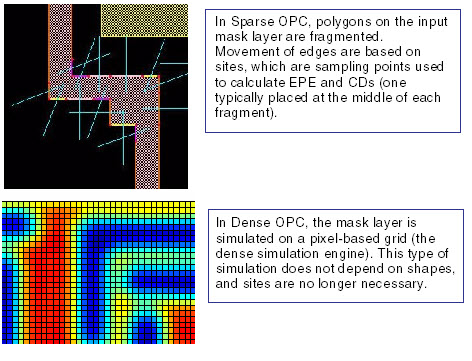 In Sparse OPC, polygons on the input
mask layer are fragmented.
Movement of edges are based on
sites, which are sampling points used
to calculate EPE and CDs (one
typically placed at the middle of each
fragment).
In Dense OPC, the mask layer is
simulated on a pixel-based grid (the
dense simulation engine). This type of
simulation does not depend on shapes,
and sites are no longer necessary.